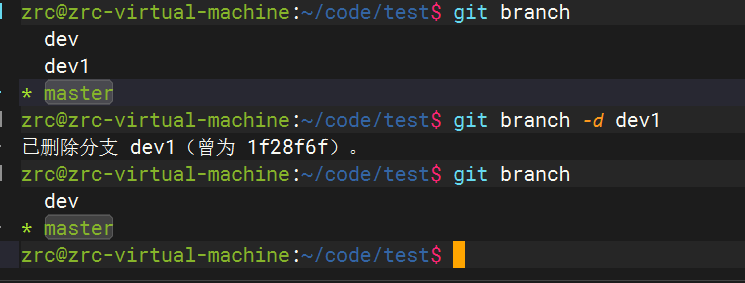 zrc@zrc-virtual-machine:~/code/test$ git branch
  dev
  dev1
* master
zrc@zrc-virtual-machine:~/code/test$ git branch -d dev1
已删除分支 dev1（曾为 1f28f6f）。
zrc@zrc-virtual-machine:~/code/test$ git branch
  dev
* master
zrc@zrc-virtual-machine:~/code/test$